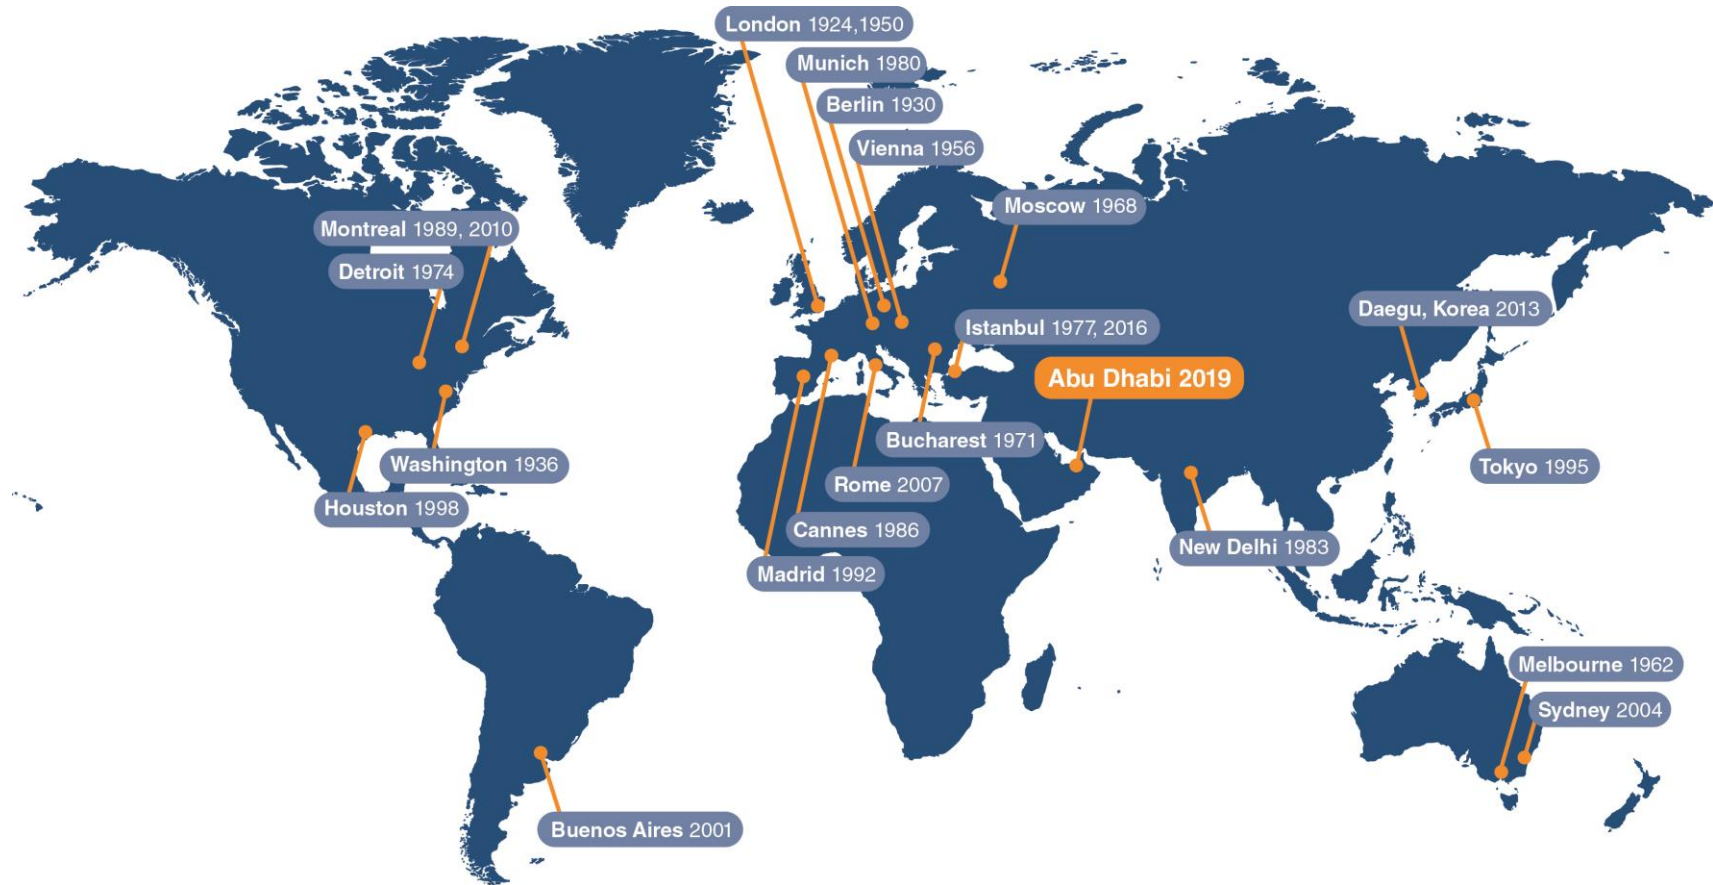 London 1924,1950
Munich 1980
Berlin 1930
Vienna 1956
Moscow 1968
Montreal 1989, 2010
Detroit 1974
Daegu, Korea 2013
Istanbul 1977, 2016
Abu Dhabi 2019
Bucharest 1971
Washington 1936
Tokyo 1995
Rome 2007
Houston 1998
Cannes 1986
New Delhi 1983
Madrid 1992
Melbourne 1962
Sydney 2004
Buenos Aires 2001